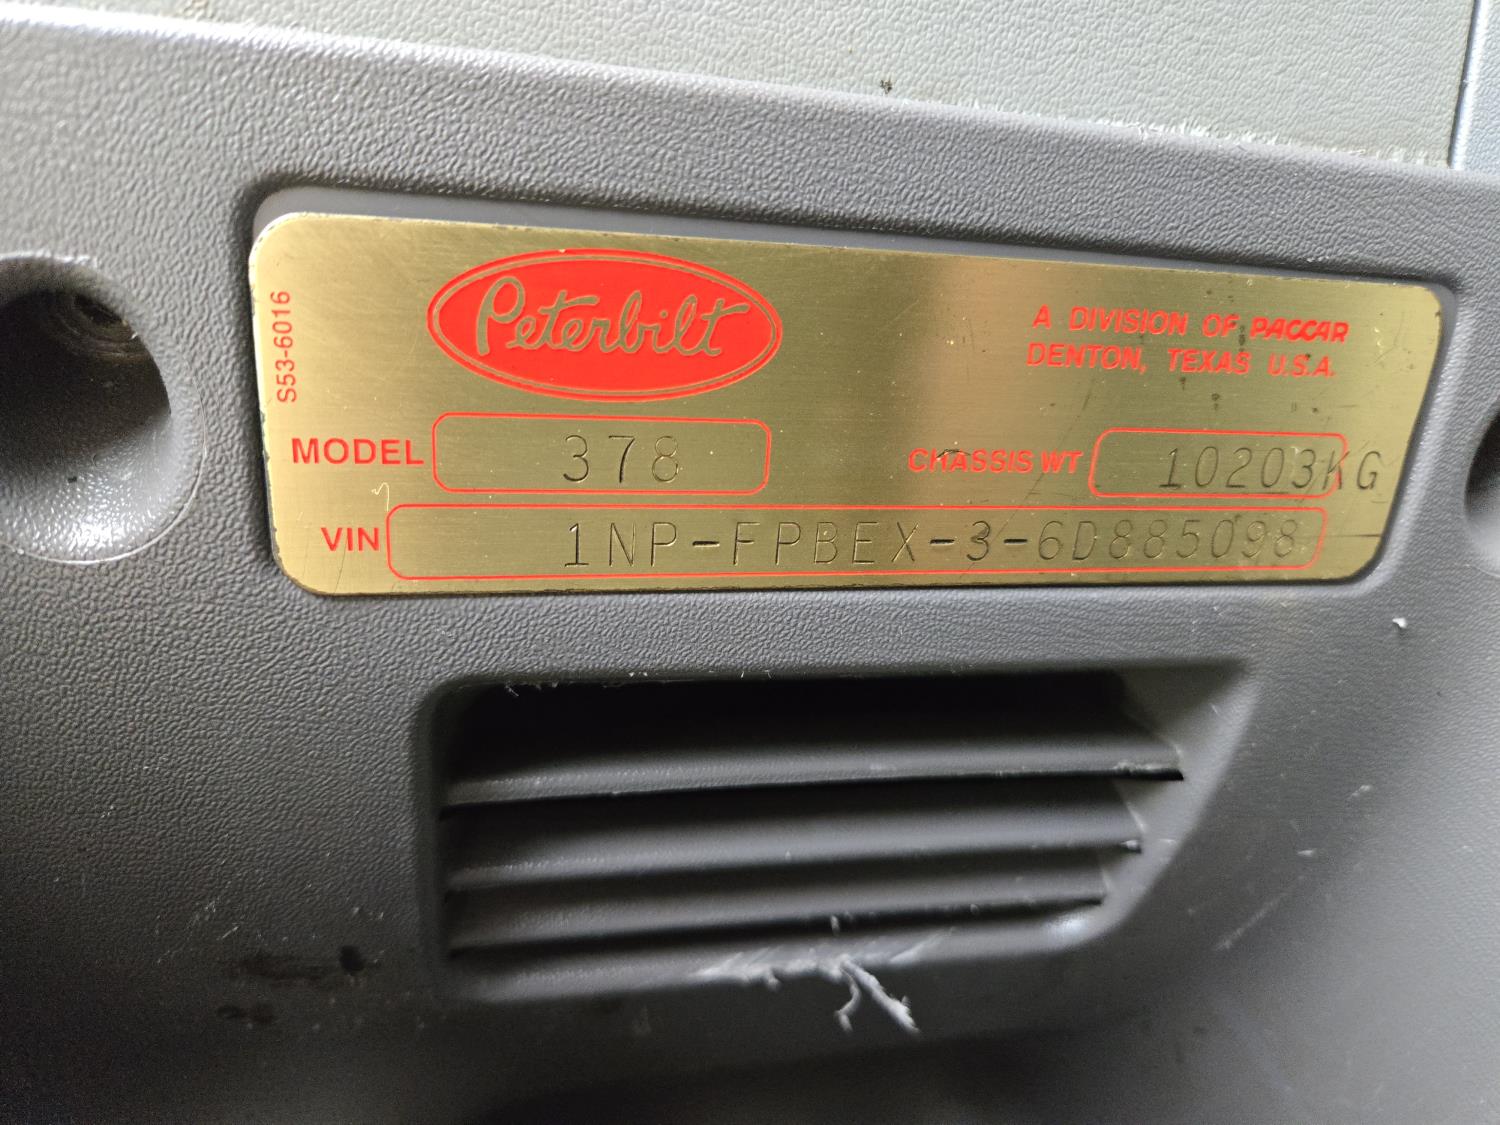 S53-6016
Peterbilt
A DIVISION OF PACCAR
DENTON, TEXAS U.S.A.
MODEL 378
CHASSIS WT 10203KG
VIN 1NP-FPBEX-3-6D885098